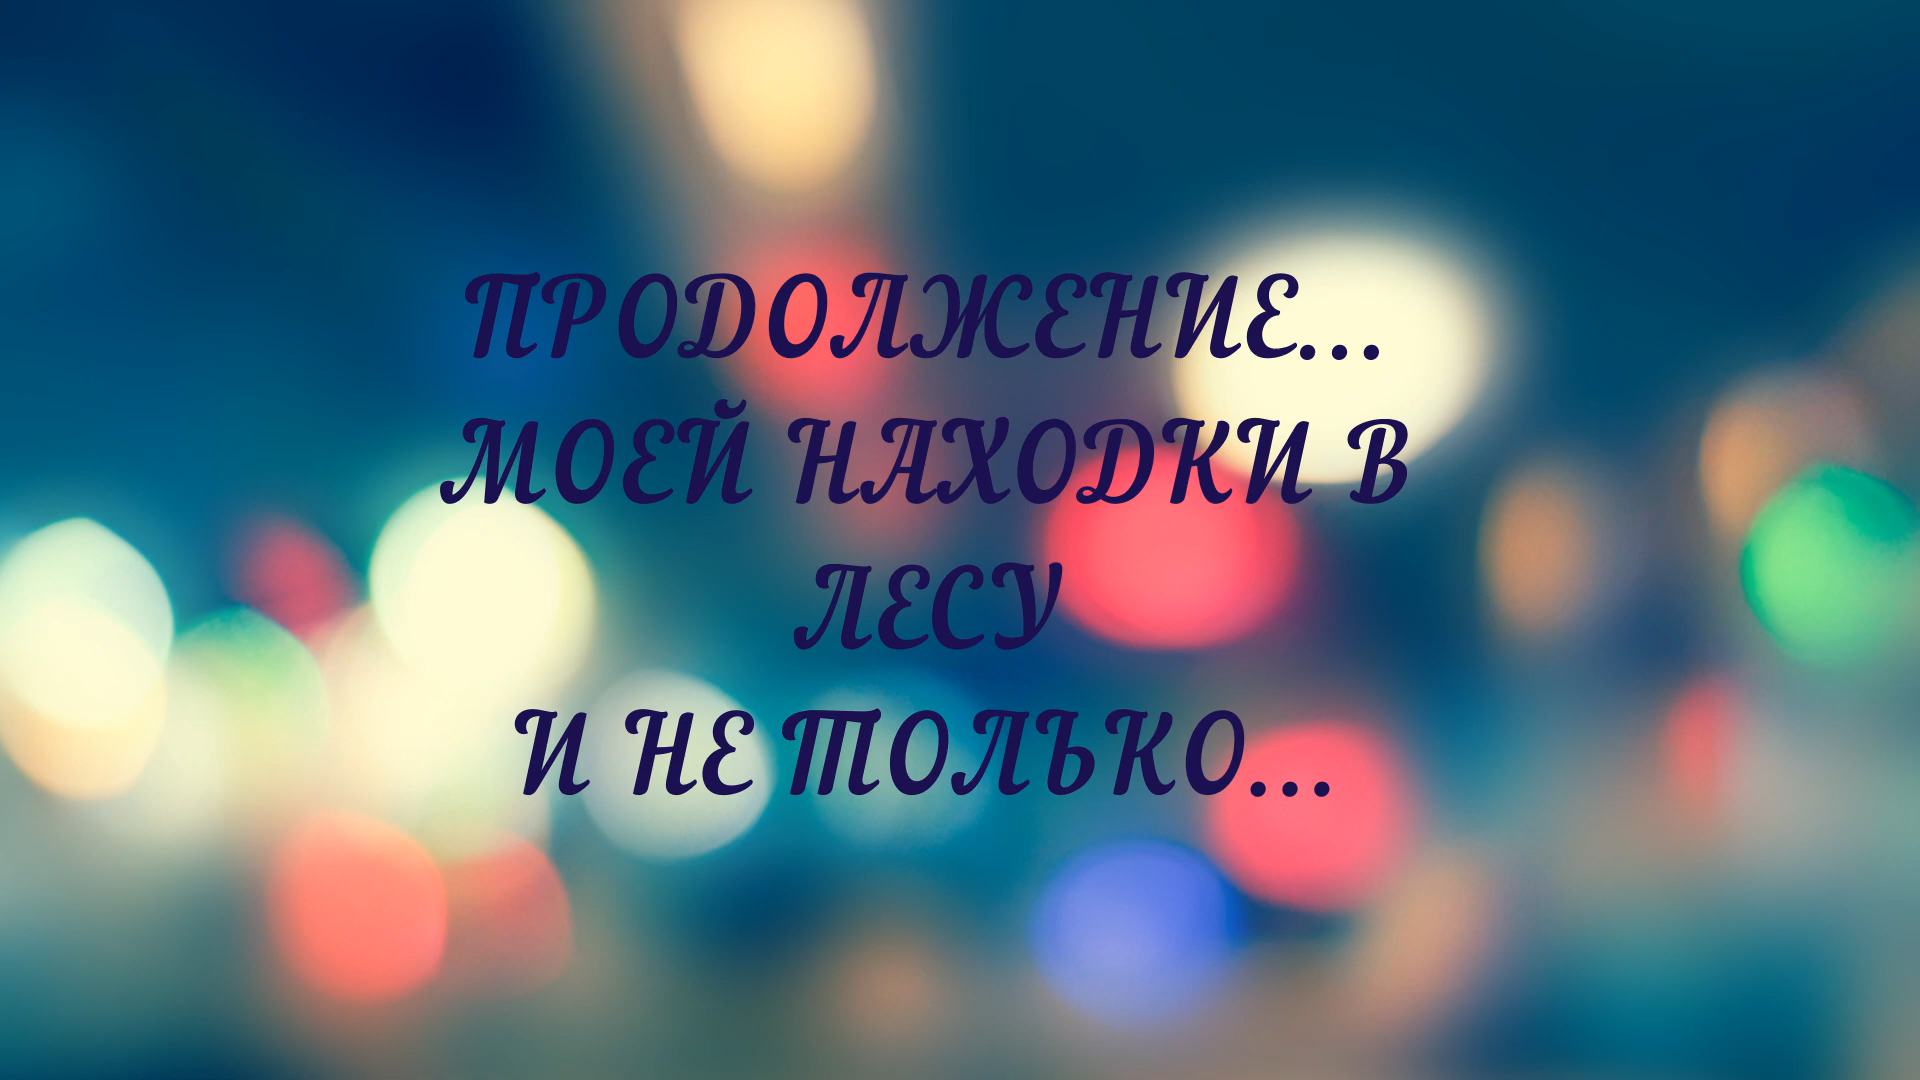 ПРОДОЛЖЕНИЕ...
МОЕЙ НАХОДКИ В
ЛЕСУ
И НЕ ТОЛЬКО...